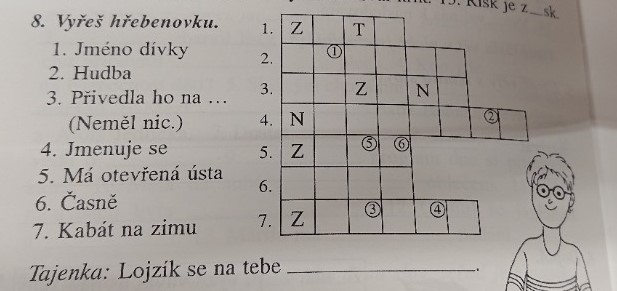 15. Risk je z__sk.
8. Vyřeš hřebenovku.
1. Jméno dívky
2. Hudba
3. Přivedla ho na ...
(Neměl nic.)
4. Jmenuje se
5. Má otevřená ústa
6. Časně
7. Kabát na zimu
1. Z T
2. ①
3. Z N
4. N ②
5. Z ⑤ ⑥
6.
7. Z ③ ④
Tajenka: Lojzík se na tebe ______________.